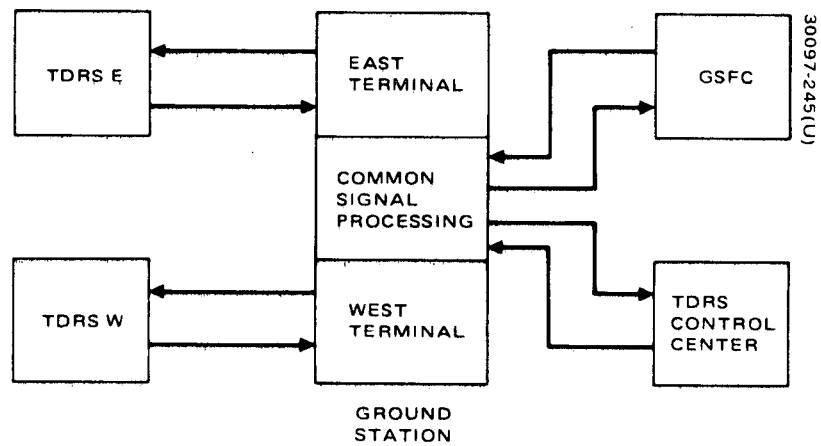 TDRS E
EAST
TERMINAL
GSFC
30097-245(U)
COMMON
SIGNAL
PROCESSING
TDRS W
WEST
TERMINAL
TDRS
CONTROL
CENTER
GROUND
STATION